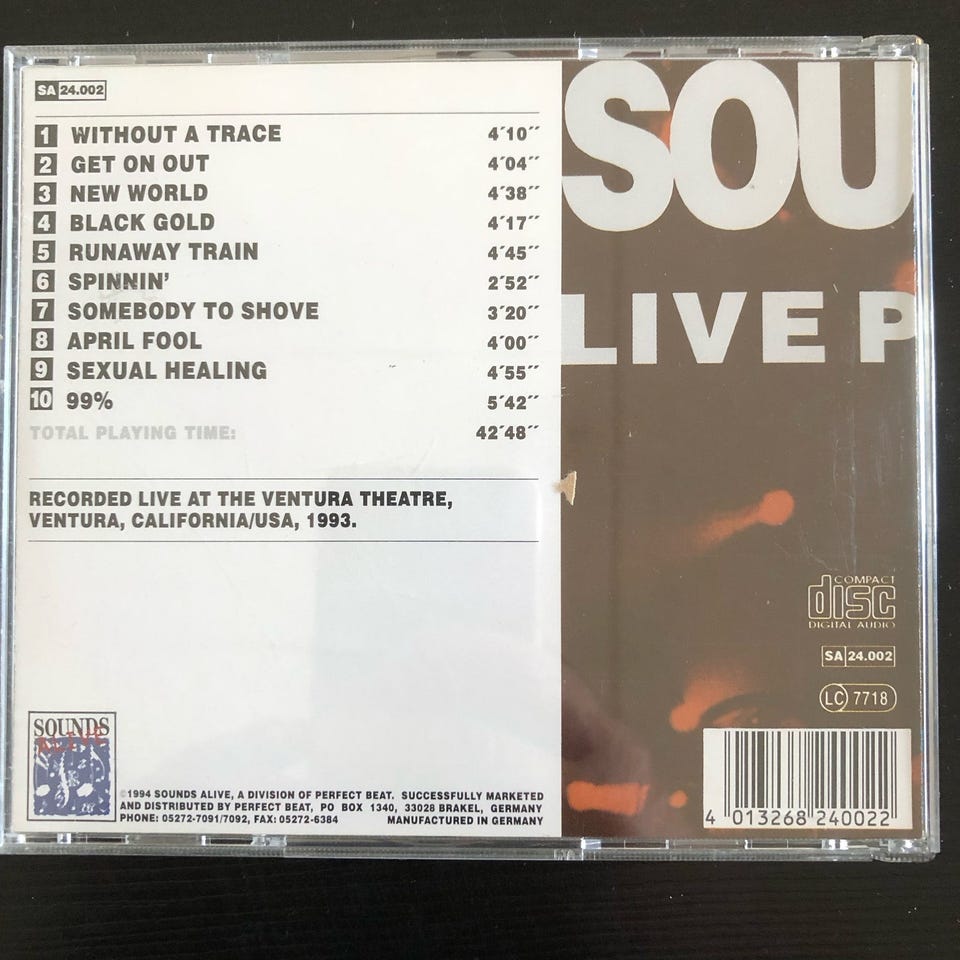 SA 24.002
1 WITHOUT A TRACE 4´10´´
2 GET ON OUT 4´04´´
3 NEW WORLD 4´38´´
4 BLACK GOLD 4´17´´
5 RUNAWAY TRAIN 4´45´´
6 SPINNIN' 2´52´´
7 SOMEBODY TO SHOVE 3´20´´
8 APRIL FOOL 4´00´´
9 SEXUAL HEALING 4´55´´
10 99% 5´42´´
TOTAL PLAYING TIME: 42´48´´
RECORDED LIVE AT THE VENTURA THEATRE,
VENTURA, CALIFORNIA/USA, 1993.
SOUNDS
ALIVE
©1994 SOUNDS ALIVE, A DIVISION OF PERFECT BEAT. SUCCESSFULLY MARKETED
AND DISTRIBUTED BY PERFECT BEAT, PO BOX 1340, 33028 BRAKEL, GERMANY
PHONE: 05272-7091/7092, FAX: 05272-6384 MANUFACTURED IN GERMANY
SOU
LIVE P
COMPACT
disc
DIGITAL AUDIO
SA 24.002
LC 7718
4 013268 240022